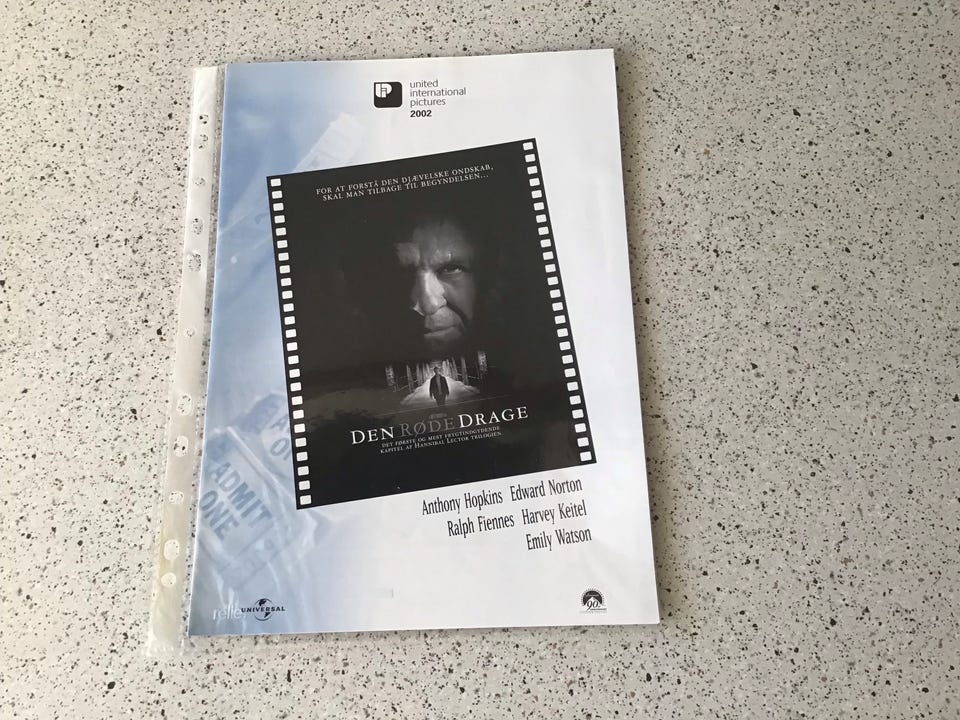 united
international
pictures
2002
FOR AT FORSTÅ DEN DJÆVELSKE ONDSKAB,
SKAL MAN TILBAGE TIL BEGYNDELSEN...
DEN RØDE DRAGE
DET FØRSTE OG MEST FRYGTINDGYDENDE
KAPITEL AF HANNIBAL LECTOR TRILOGIEN.
Anthony Hopkins Edward Norton
Ralph Fiennes Harvey Keitel
Emily Watson
ADMIT
ONE
UNIVERSAL
90